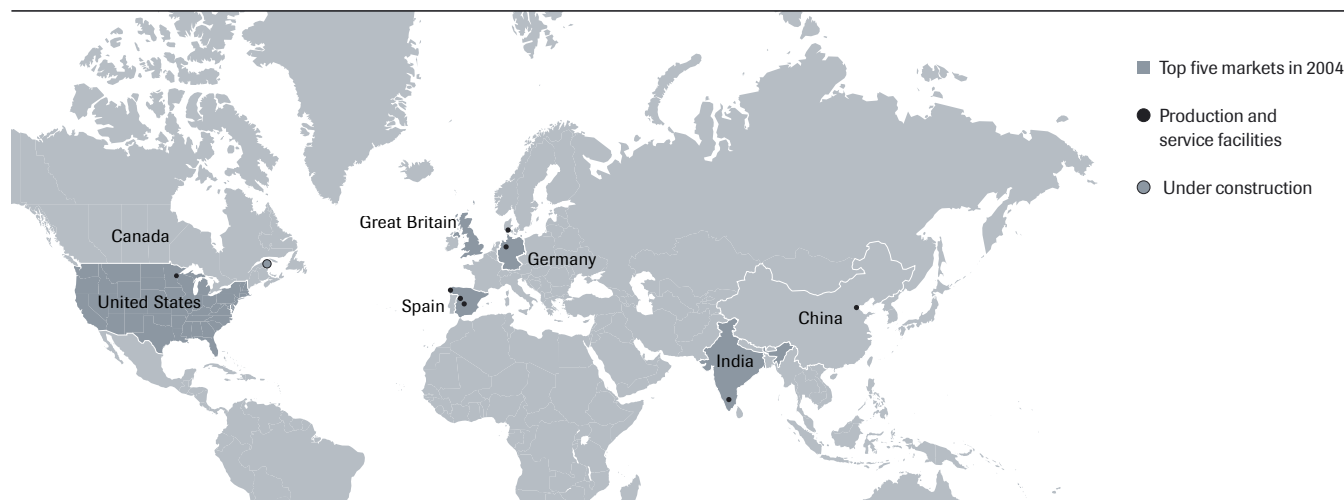 Top five markets in 2004
Production and
service facilities
Under construction
Great Britain
Canada
Germany
United States
Spain
China
India